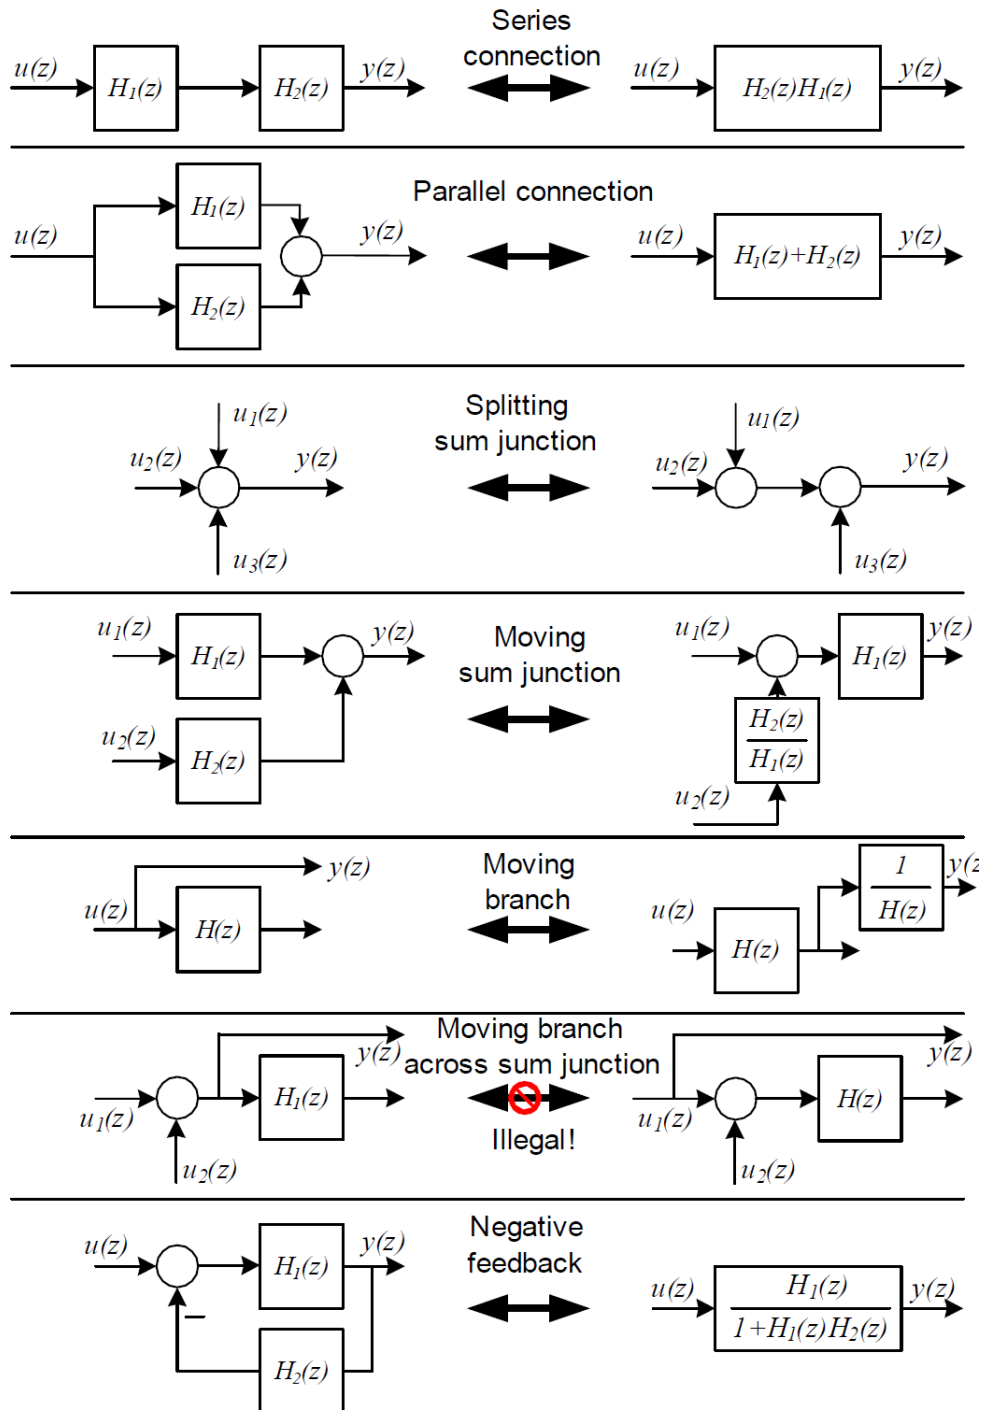 Series
connection
u(z) H₁(z) H₂(z) y(z) u(z) H₂(z)H₁(z) y(z)
Parallel connection
u(z) H₁(z) H₂(z) y(z) u(z) H₁(z)+H₂(z) y(z)
Splitting
sum junction
u₁(z) u₂(z) y(z) u₃(z) u₁(z) u₂(z) y(z) u₃(z)
Moving
sum junction
u₁(z) H₁(z) y(z) u₁(z) H₁(z) y(z)
u₂(z) H₂(z) H₂(z)
H₁(z)
u₂(z)
Moving
branch
y(z) u(z) H(z) u(z) H(z) 1
H(z)
Moving branch
across sum junction
Illegal!
y(z) u₁(z) H₁(z) u₂(z) y(z) u₁(z) H(z) u₂(z)
Negative
feedback
u(z) H₁(z) y(z) − H₂(z) u(z) H₁(z)
1+H₁(z)H₂(z)
y(z)